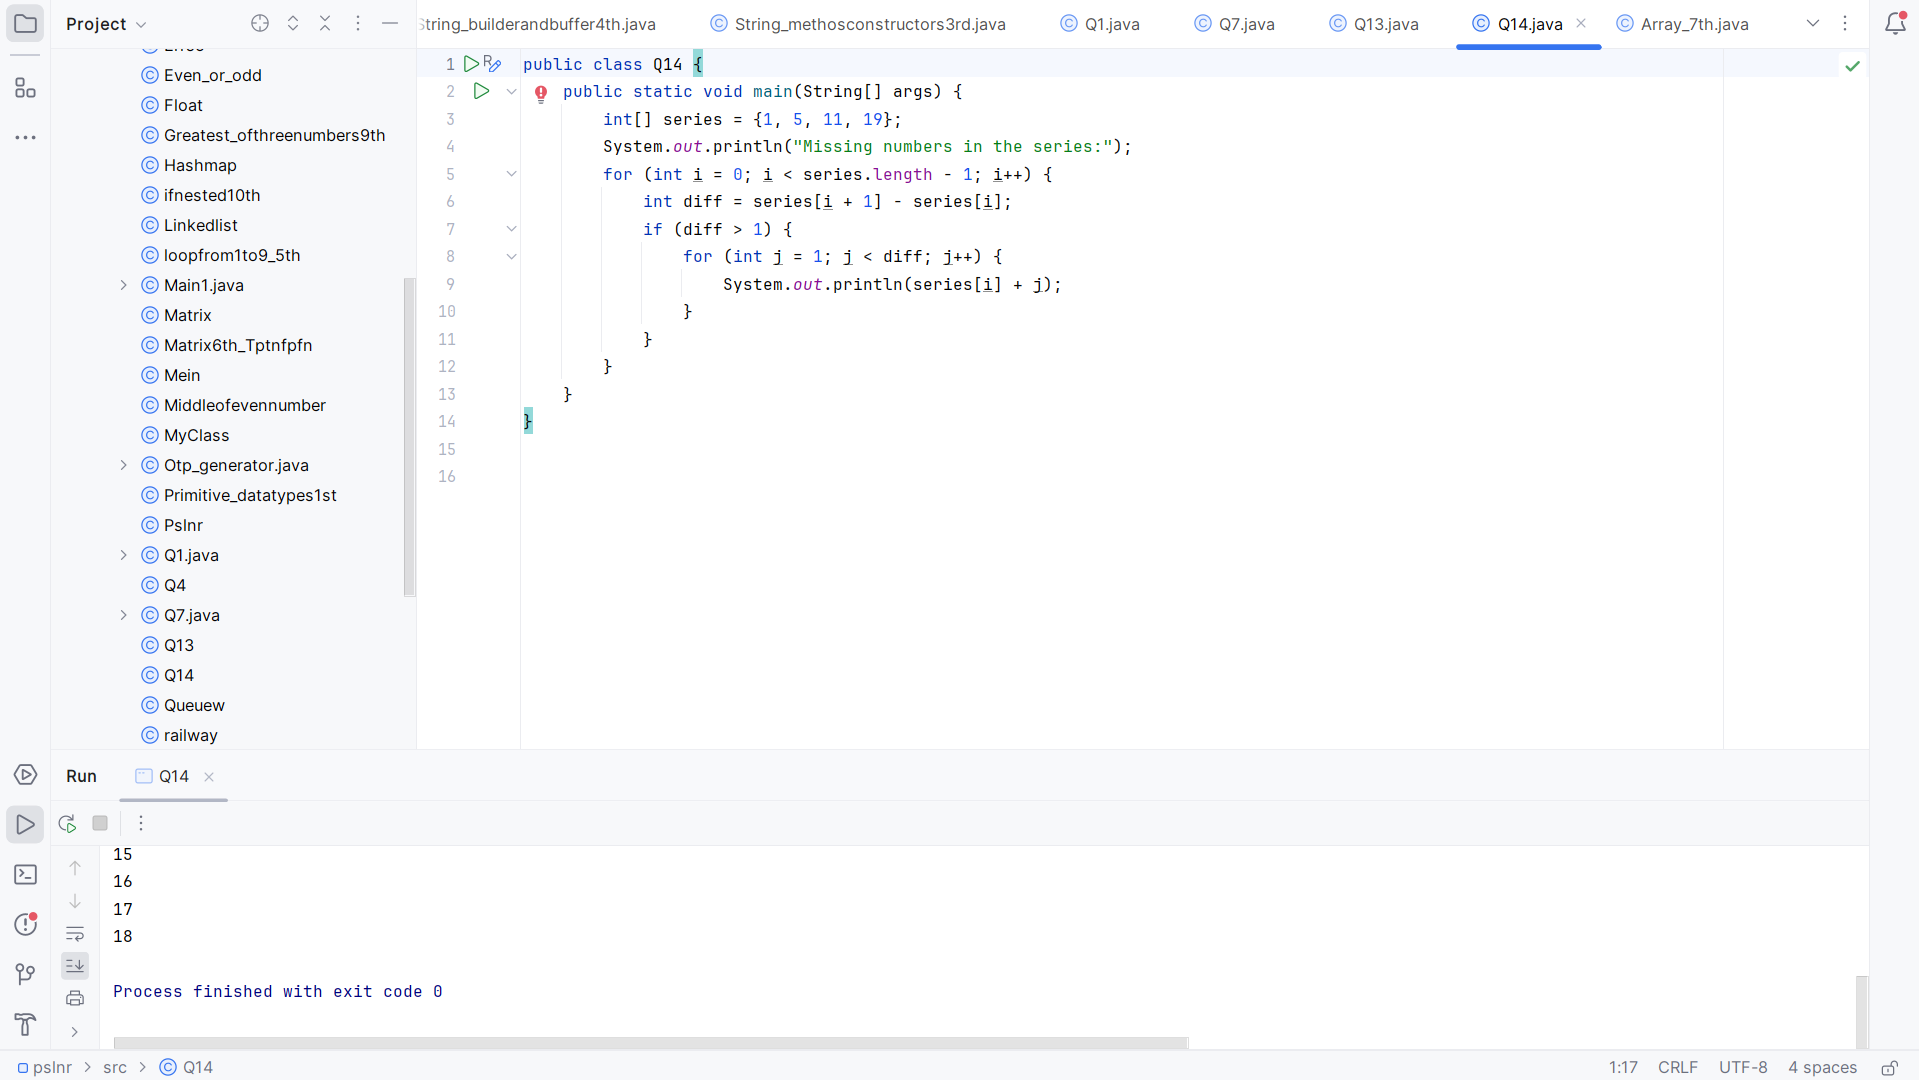 Project
String_builderandbuffer4th.java
String_methosconstructors3rd.java
Q1.java
Q7.java
Q13.java
Q14.java
Array_7th.java
Even_or_odd
Float
Greatest_ofthreenumbers9th
Hashmap
ifnested10th
Linkedlist
loopfrom1to9_5th
Main1.java
Matrix
Matrix6th_Tptnfpfn
Mein
Middleofevennumber
MyClass
Otp_generator.java
Primitive_datatypes1st
Pslnr
Q1.java
Q4
Q7.java
Q13
Q14
Queuew
railway
1 public class Q14 {
2 public static void main(String[] args) {
3 int[] series = {1, 5, 11, 19};
4 System.out.println("Missing numbers in the series:");
5 for (int i = 0; i < series.length - 1; i++) {
6 int diff = series[i + 1] - series[i];
7 if (diff > 1) {
8 for (int j = 1; j < diff; j++) {
9 System.out.println(series[i] + j);
10 }
11 }
12 }
13 }
14 }
15
16
Run
Q14
15
16
17
18
Process finished with exit code 0
pslnr > src > Q14
1:17 CRLF UTF-8 4 spaces